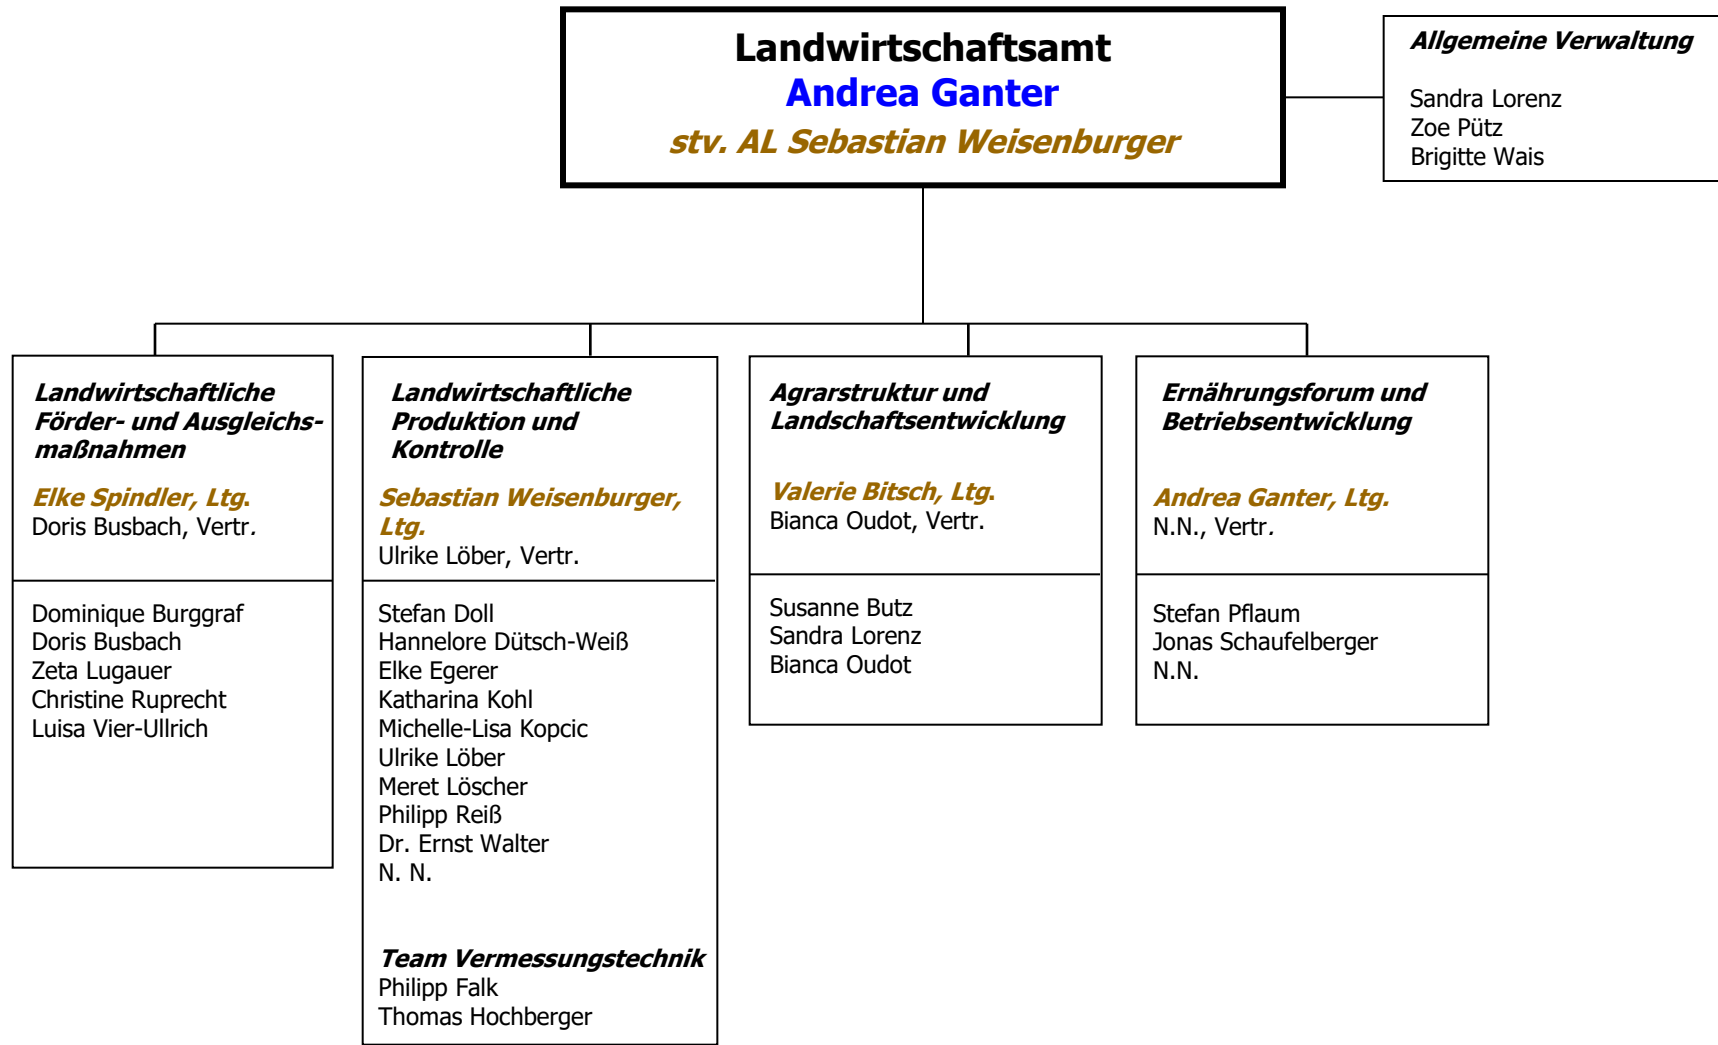 Landwirtschaftsamt
Andrea Ganter
stv. AL Sebastian Weisenburger
Allgemeine Verwaltung
Sandra Lorenz
Zoe Pütz
Brigitte Wais
Landwirtschaftliche
Förder- und Ausgleichs-
maßnahmen
Elke Spindler, Ltg.
Doris Busbach, Vertr.
Dominique Burggraf
Doris Busbach
Zeta Lugauer
Christine Ruprecht
Luisa Vier-Ullrich
Landwirtschaftliche
Produktion und
Kontrolle
Sebastian Weisenburger,
Ltg.
Ulrike Löber, Vertr.
Stefan Doll
Hannelore Dütsch-Weiß
Elke Egerer
Katharina Kohl
Michelle-Lisa Kopcic
Ulrike Löber
Meret Löscher
Philipp Reiß
Dr. Ernst Walter
N. N.
Team Vermessungstechnik
Philipp Falk
Thomas Hochberger
Agrarstruktur und
Landschaftsentwicklung
Valerie Bitsch, Ltg.
Bianca Oudot, Vertr.
Susanne Butz
Sandra Lorenz
Bianca Oudot
Ernährungsforum und
Betriebsentwicklung
Andrea Ganter, Ltg.
N.N., Vertr.
Stefan Pflaum
Jonas Schaufelberger
N.N.